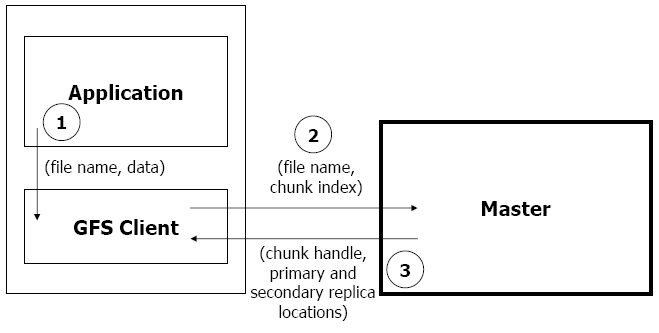 Application
1
(file name, data)
GFS Client
2
(file name,
chunk index)
Master
(chunk handle,
primary and
secondary replica
locations)
3